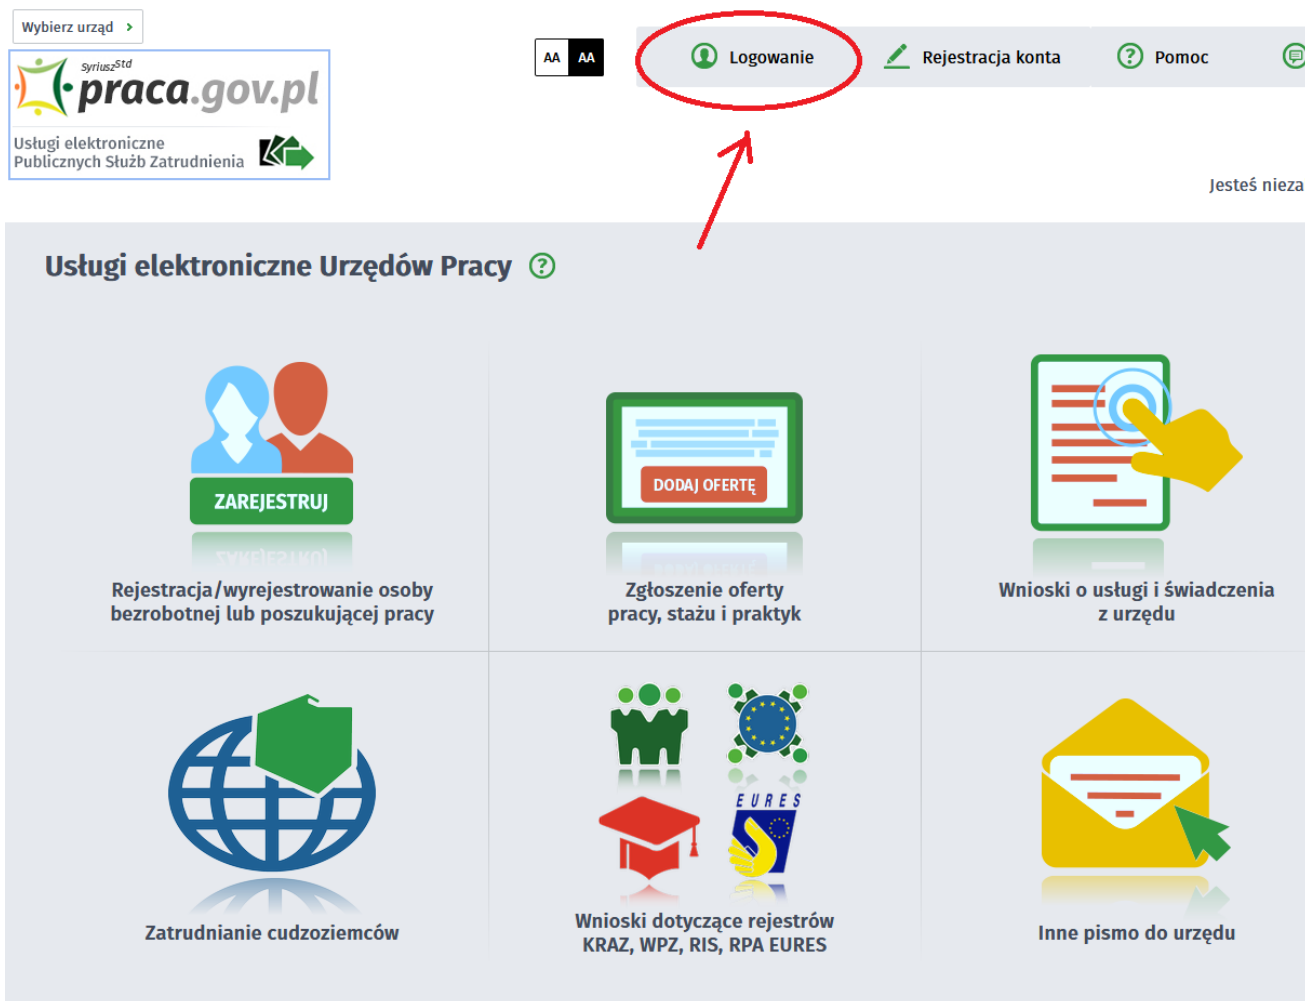 Wybierz urząd
AA AA
Logowanie
Rejestracja konta
Pomoc
Syriusz Std
praca.gov.pl
Usługi elektroniczne
Publicznych Służb Zatrudnienia
Jesteś nieza
Usługi elektroniczne Urzędów Pracy
ZAREJESTRUJ
Rejestracja/wyrejestrowanie osoby
bezrobotnej lub poszukującej pracy
DODAJ OFERTĘ
Zgłoszenie oferty
pracy, stażu i praktyk
Wnioski o usługi i świadczenia
z urzędu
Zatrudnianie cudzoziemców
EURES
Wnioski dotyczące rejestrów
KRAZ, WPZ, RIS, RPA EURES
Inne pismo do urzędu